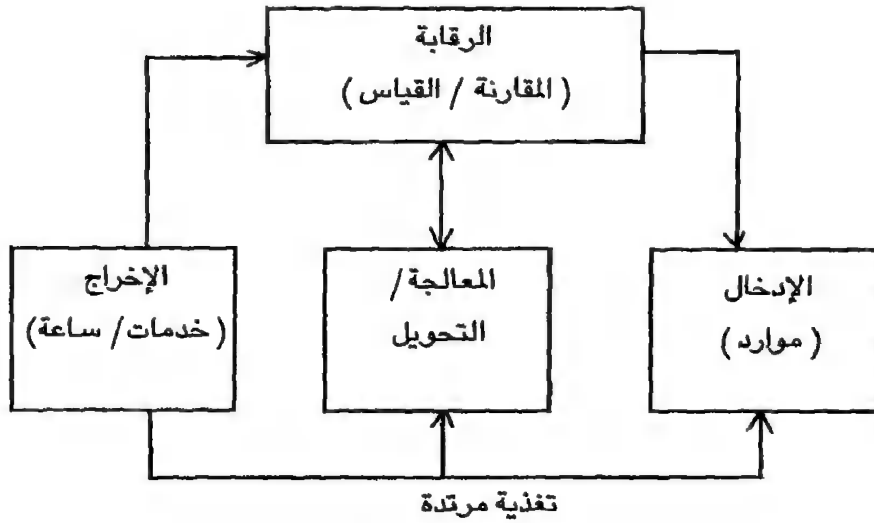 الرقابة
(المقارنة / القياس)
الإدخال
(موارد)
المعالجة/
التحويل
الإخراج
(خدمات/ ساعة)
تغذية مرتدة